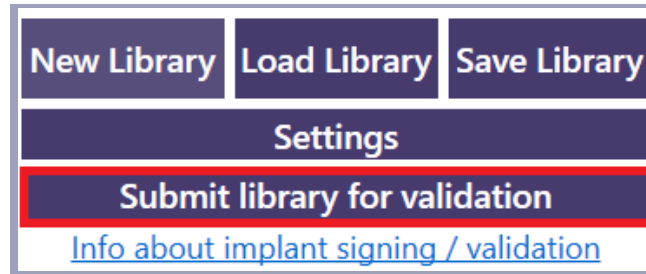 New Library Load Library Save Library
Settings
Submit library for validation
Info about implant signing / validation